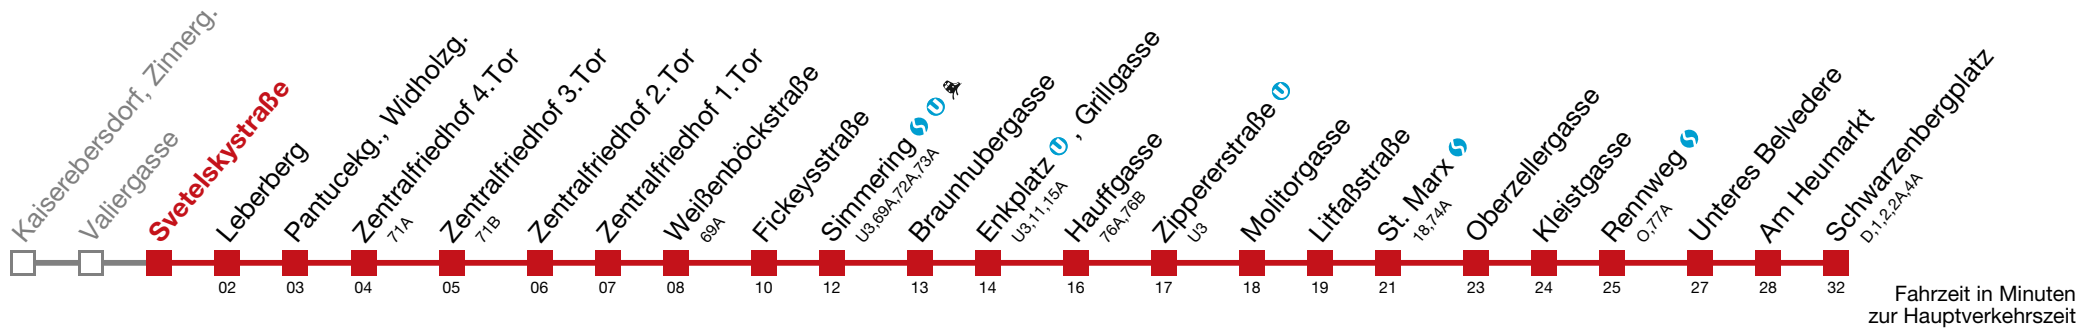 Kaiserebersdorf, Zinnerg.
Valiergasse
Svetelskystraße
Leberberg
02
Pantucekg., Widholzg.
03
Zentralfriedhof 4.Tor
71A
04
Zentralfriedhof 3.Tor
71B
05
Zentralfriedhof 2.Tor
06
Zentralfriedhof 1.Tor
07
Weißenböckstraße
69A
08
Fickeysstraße
10
Simmering S U
U3,69A,72A,73A
12
Braunhubergasse
13
Enkplatz U , Grillgasse
U3,11,15A
14
Hauffgasse
76A,76B
16
Zippererstraße U
U3
17
Molitorgasse
18
Litfaßstraße
19
St. Marx S
18,74A
21
Oberzellergasse
23
Kleistgasse
24
Rennweg S
O,77A
25
Unteres Belvedere
27
Am Heumarkt
28
Schwarzenbergplatz
D,1,2,2A,4A
32
Fahrzeit in Minuten
zur Hauptverkehrszeit